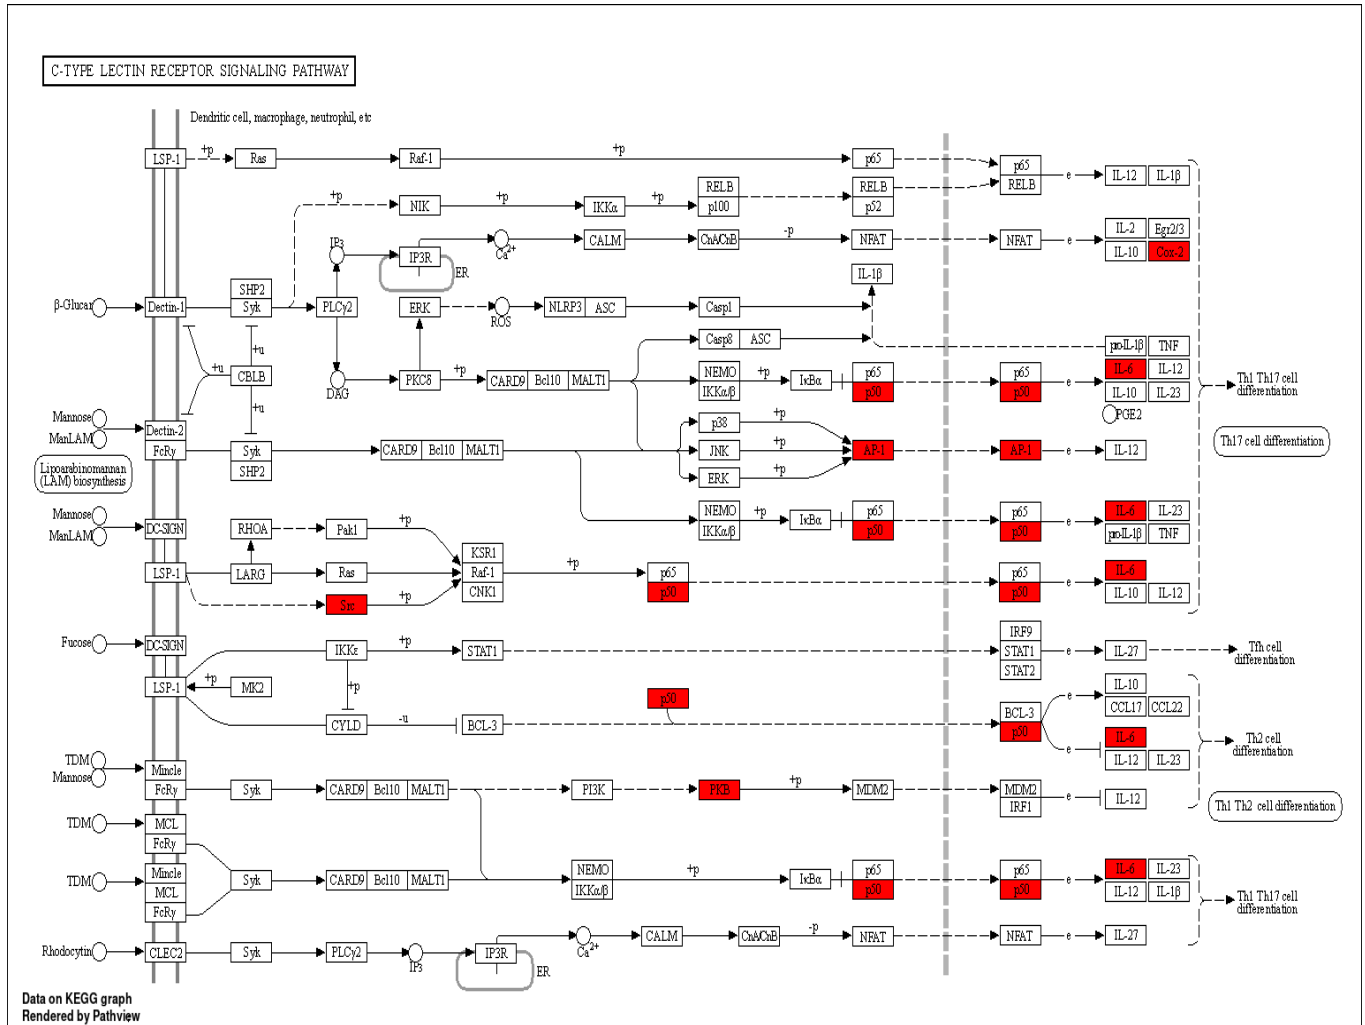 C-TYPE LECTIN RECEPTOR SIGNALING PATHWAY
Dendritic cell, macrophage, neutrophil, etc
LSP-1 +p Ras Raf-1 +p p65 p65
RELB e IL-12 IL-1β
+p NIK +p IKKα +p RELB
p100 RELB
p52
IP3 IP3R ER Ca2+ CALM CnA/CnB -p NFAT NFAT e IL-2 Egr2/3
IL-10 Cox-2
IL-1β
β-Glucan Dectin-1 SHP2
Syk PLCγ2 ERK ROS NLRP3 ASC Casp1
+u +u CBLB +u
Casp8 ASC
pro-IL-1β TNF
DAG PKCδ +p CARD9 Bcl10 MALT1 NEMO
IKKα/β +p IκBα p65
p50 p65
p50 e IL-6 IL-12
IL-10 IL-23
PGE2
Th1 Th17 cell
differentiation
Th17 cell differentiation
Mannose
ManLAM
Dectin-2
FcRγ Syk
SHP2 CARD9 Bcl10 MALT1
p38 +p
JNK +p AP-1 AP-1 e IL-12
ERK +p
Lipoarabinomannan
(LAM) biosynthesis
NEMO
IKKα/β +p IκBα p65
p50 p65
p50 e IL-6 IL-23
pro-IL-1β TNF
Mannose
ManLAM
DC-SIGN RHOA Pak1 +p
LSP-1 LARG Ras KSR1
Raf-1
CNK1 +p p65
p50 p65
p50 e IL-6
IL-10 IL-12
Src +p
Fucose DC-SIGN IKKε +p STAT1 IRF9
STAT1
STAT2 e IL-27 Tfh cell
differentiation
LSP-1 +p MK2 +p
CYLD -u BCL-3 p50 BCL-3
p50 e IL-10
CCL17 CCL22
e IL-6
IL-12 IL-23
Th2 cell
differentiation
TDM
Mannose
Mincle
FcRγ Syk CARD9 Bcl10 MALT1 PI3K PKB +p MDM2 MDM2
IRF1 e IL-12
Th1 Th2 cell differentiation
TDM MCL
FcRγ
TDM Mincle
MCL
FcRγ Syk CARD9 Bcl10 MALT1 NEMO
IKKα/β +p IκBα p65
p50 p65
p50 e IL-6 IL-23
IL-12 IL-1β
Th1 Th17 cell
differentiation
Rhodocytin CLEC2 Syk PLCγ2 IP3 IP3R ER Ca2+ CALM CnA/CnB -p NFAT NFAT e IL-27
Data on KEGG graph
Rendered by Pathview